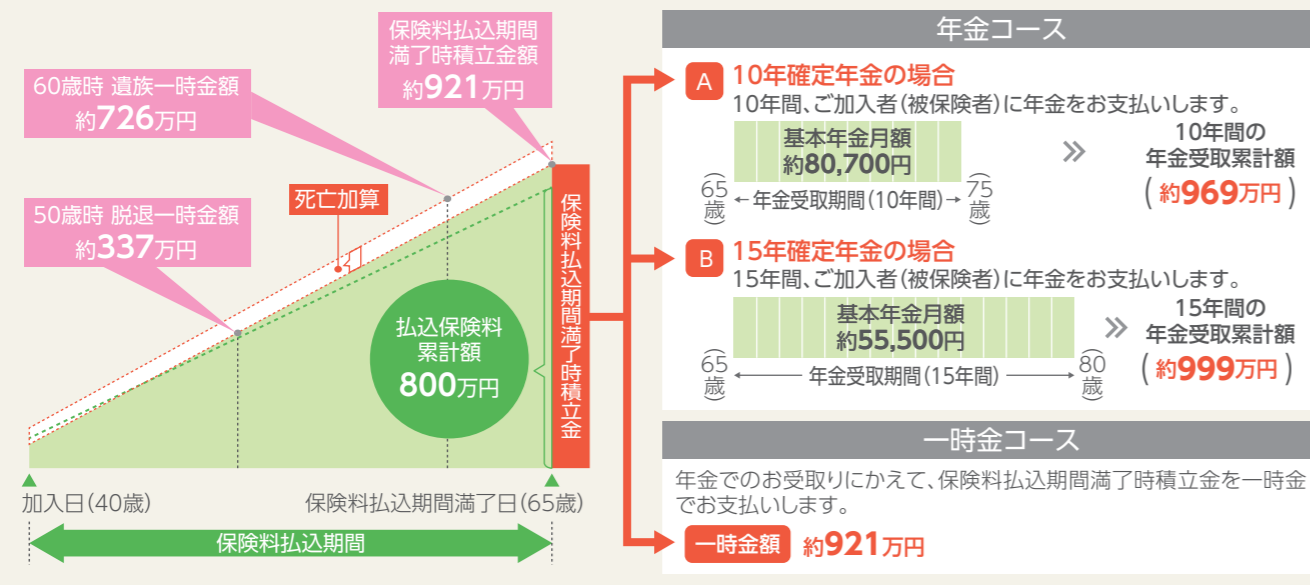 保険料払込期間
満了時積立金額
約921万円
60歳時 遺族一時金額
約726万円
死亡加算
50歳時 脱退一時金額
約337万円
払込保険料
累計額
800万円
保険料払込期間満了時積立金
加入日(40歳)
保険料払込期間満了日(65歳)
保険料払込期間
年金コース
A 10年確定年金の場合
10年間、ご加入者(被保険者)に年金をお支払いします。
基本年金月額
約80,700円
(65歳)
年金受取期間(10年間)
(75歳)
10年間の
年金受取累計額
(約969万円)
B 15年確定年金の場合
15年間、ご加入者(被保険者)に年金をお支払いします。
基本年金月額
約55,500円
(65歳)
年金受取期間(15年間)
(80歳)
15年間の
年金受取累計額
(約999万円)
一時金コース
年金でのお受取りにかえて、保険料払込期間満了時積立金を一時金
でお支払いします。
一時金額 約921万円